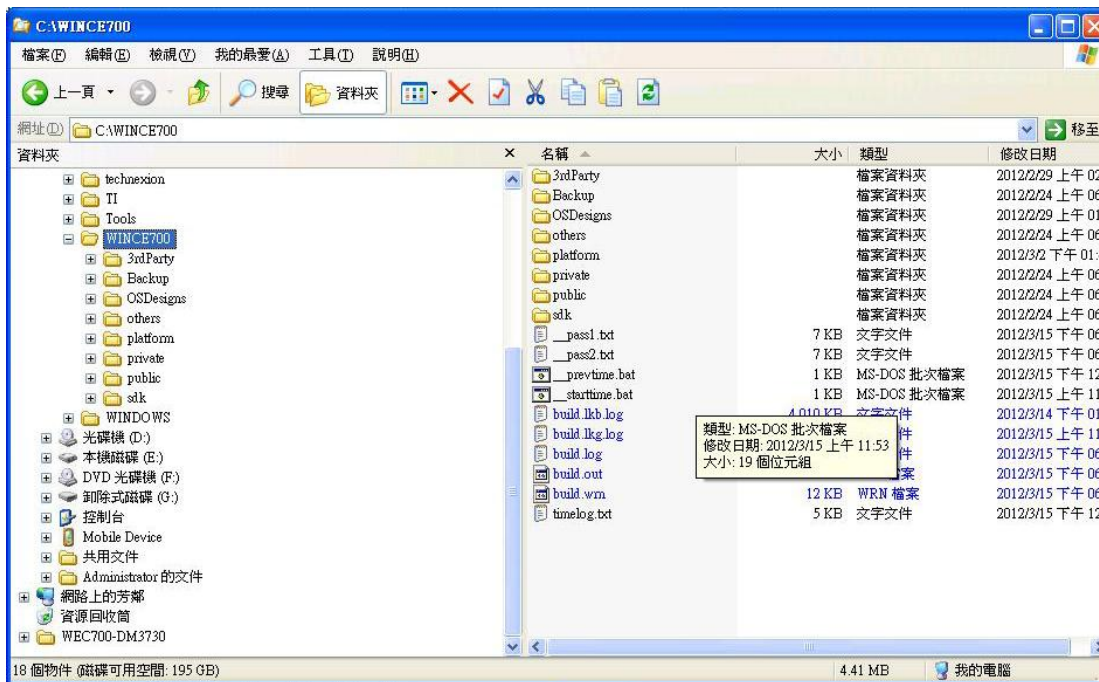 C:\WINCE700
檔案(F) 編輯(E) 檢視(V) 我的最愛(A) 工具(T) 說明(H)
上一頁 搜尋 資料夾
網址(D) C:\WINCE700 移至
資料夾 × 名稱 大小 類型 修改日期
technexion 3rdParty 檔案資料夾 2012/2/29 上午 02
TI Backup 檔案資料夾 2012/2/24 上午 06
Tools OSDesigns 檔案資料夾 2012/2/29 上午 01
WINCE700 others 檔案資料夾 2012/2/24 上午 06
3rdParty platform 檔案資料夾 2012/3/2 下午 01:
Backup private 檔案資料夾 2012/2/24 上午 06
OSDesigns public 檔案資料夾 2012/2/24 上午 06
others sdk 檔案資料夾 2012/2/24 上午 06
platform __pass1.txt 7 KB 文字文件 2012/3/15 下午 06
private __pass2.txt 7 KB 文字文件 2012/3/15 下午 06
public __prevtime.bat 1 KB MS-DOS 批次檔案 2012/3/15 下午 12
sdk __starttime.bat 1 KB MS-DOS 批次檔案 2012/3/15 上午 11
WINDOWS build.lkb.log 4,010 KB 文字文件 2012/3/14 下午 01
光碟機 (D:) build.lkg.log 件 2012/3/15 上午 11
本機磁碟 (E:) build.log 件 2012/3/15 下午 06
DVD 光碟機 (F:) build.out 案 2012/3/15 下午 06
卸除式磁碟 (G:) build.wrn 12 KB WRN 檔案 2012/3/15 下午 06
控制台 timelog.txt 5 KB 文字文件 2012/3/15 下午 12
類型: MS-DOS 批次檔案
修改日期: 2012/3/15 上午 11:53
大小: 19 個位元組
Mobile Device
共用文件
Administrator 的文件
網路上的芳鄰
資源回收筒
WEC700-DM3730
18 個物件 (磁碟可用空間: 195 GB) 4.41 MB 我的電腦